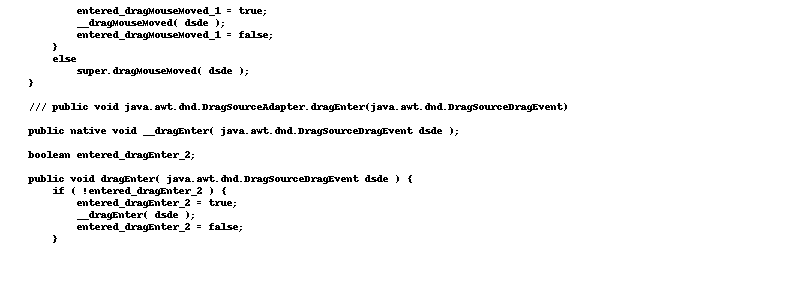 entered_dragMouseMoved_1 = true;
__dragMouseMoved( dsde );
entered_dragMouseMoved_1 = false;
}
else
super.dragMouseMoved( dsde );
}
/// public void java.awt.dnd.DragSourceAdapter.dragEnter(java.awt.dnd.DragSourceDragEvent)
public native void __dragEnter( java.awt.dnd.DragSourceDragEvent dsde );
boolean entered_dragEnter_2;
public void dragEnter( java.awt.dnd.DragSourceDragEvent dsde ) {
if ( !entered_dragEnter_2 ) {
entered_dragEnter_2 = true;
__dragEnter( dsde );
entered_dragEnter_2 = false;
}